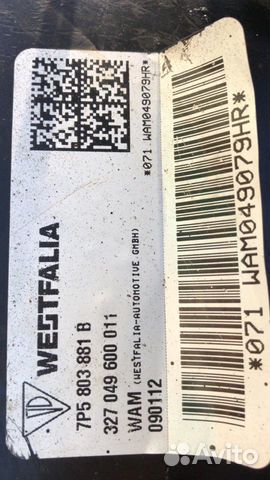 *071 WAM049079HR*
WESTFALIA
7P5 803 881 B
327 049 600 011
WAM (WESTFALIA-AUTOMOTIVE GMBH)
090112
*071 WAM049079HR*
Avito